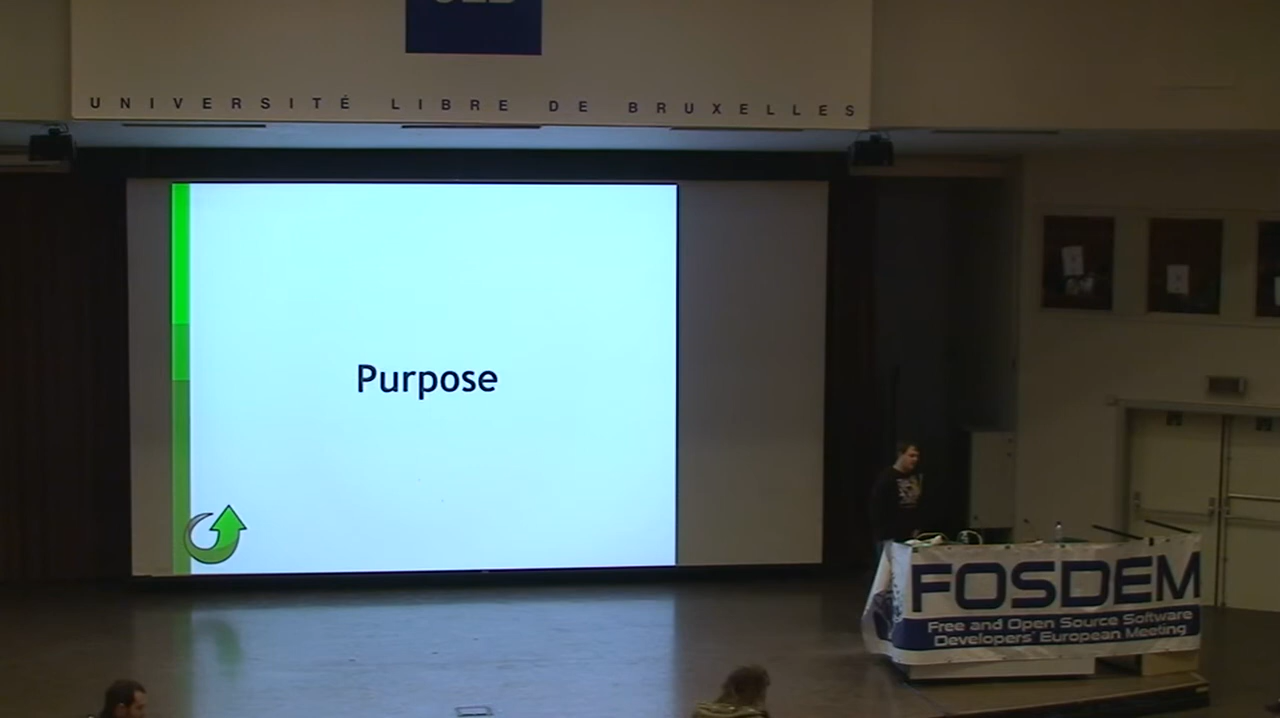 UNIVERSITÉ LIBRE DE BRUXELLES
Purpose
FOSDEM
Free and Open Source Software
Developers' European Meeting